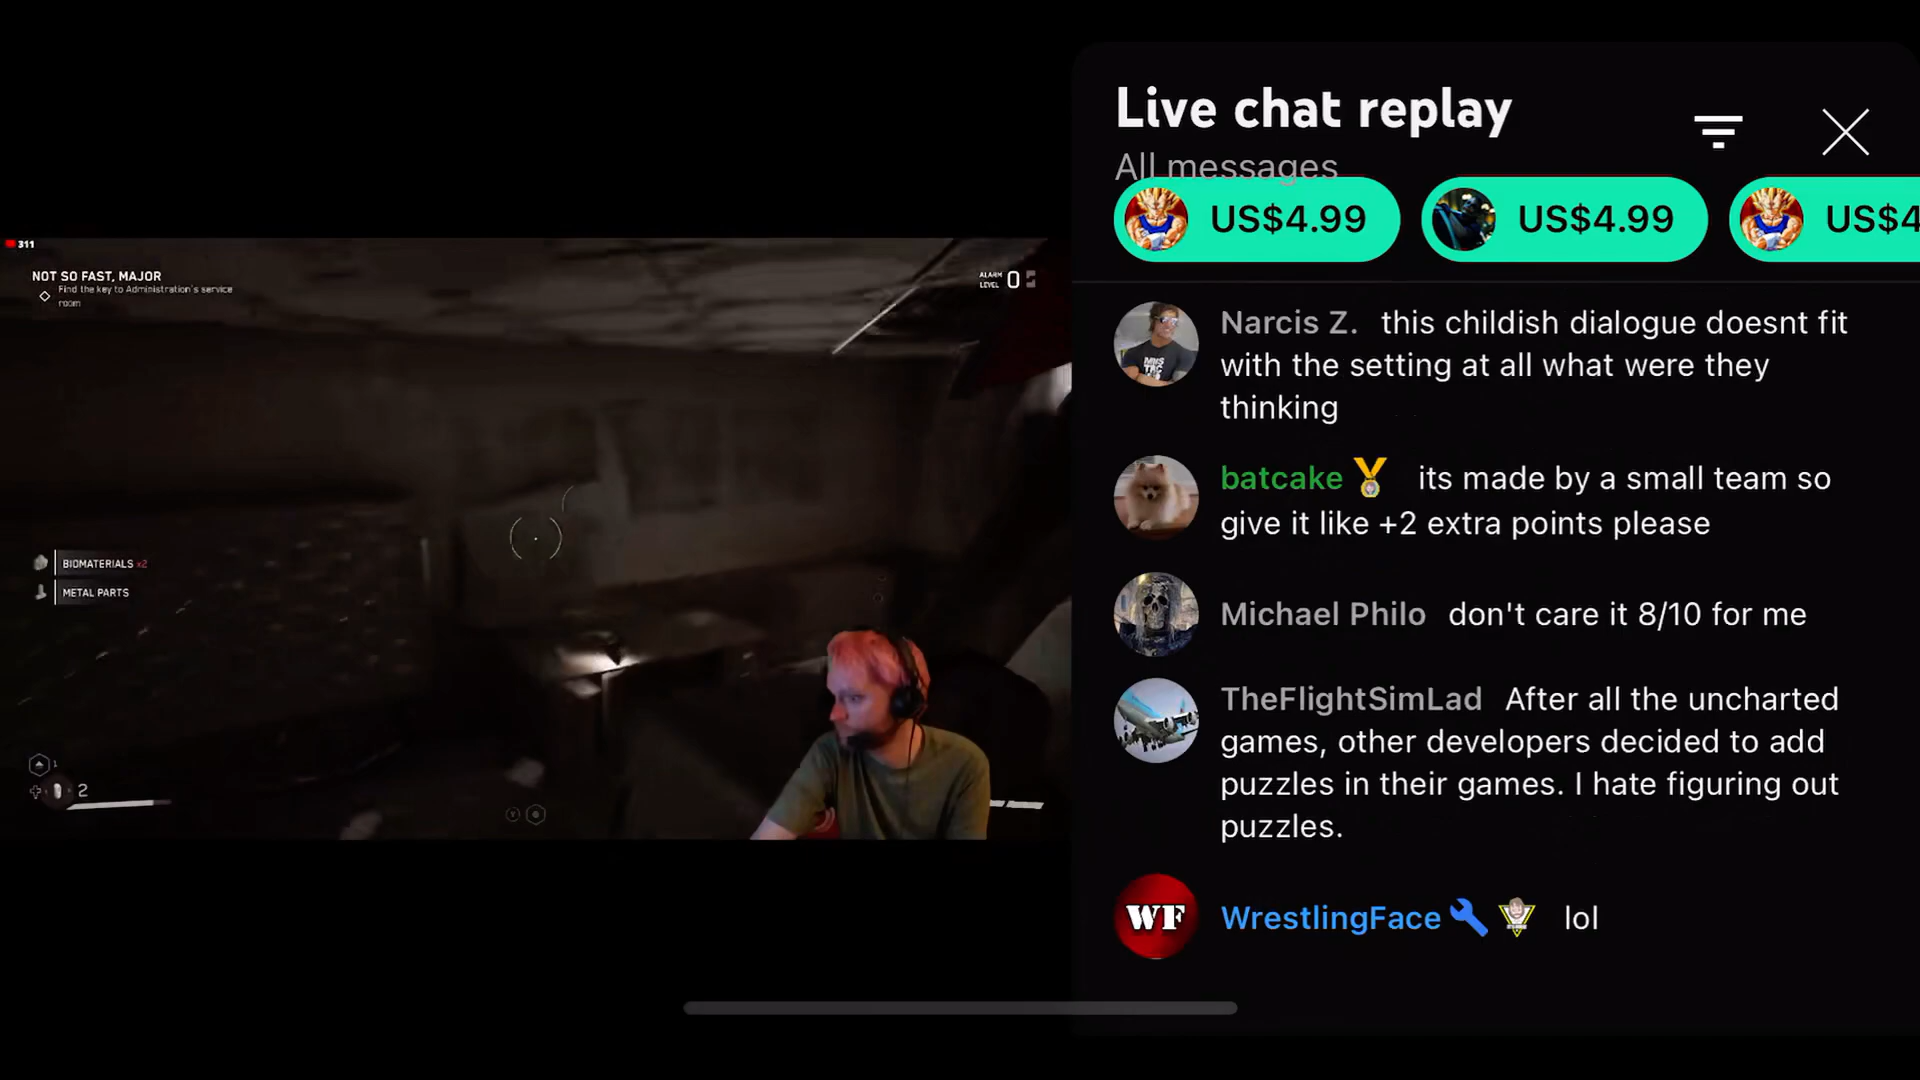 311
NOT SO FAST, MAJOR
Find the key to Administration's service
room
ALARM
LEVEL 0
BIOMATERIALS x2
METAL PARTS
1
2
Live chat replay
All messages
US$4.99
US$4.99
US$4
Narcis Z. this childish dialogue doesnt fit
with the setting at all what were they
thinking
batcake its made by a small team so
give it like +2 extra points please
Michael Philo don't care it 8/10 for me
TheFlightSimLad After all the uncharted
games, other developers decided to add
puzzles in their games. I hate figuring out
puzzles.
WF
WrestlingFace lol